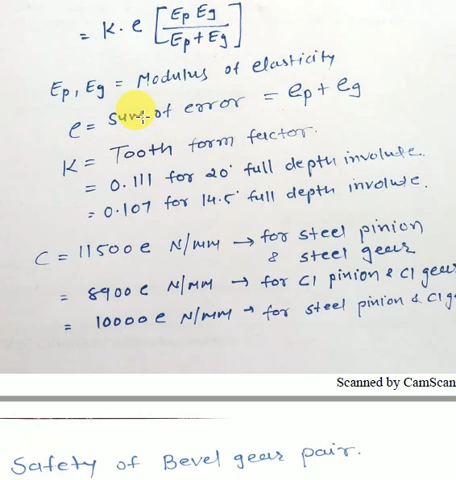 = K.e [Ep Eg / Ep + Eg]
Ep, Eg = Modulus of elasticity
e = Sum of error = ep + eg
K = Tooth form factor.
= 0.111 for 20° full depth involute.
= 0.107 for 14.5° full depth involute.
C = 11500 e N/mm → for steel pinion
& steel gear
= 8900 e N/mm → for CI pinion & CI gear
= 10000 e N/mm → for steel pinion & CI g
Scanned by CamScan
Safety of Bevel gear pair.